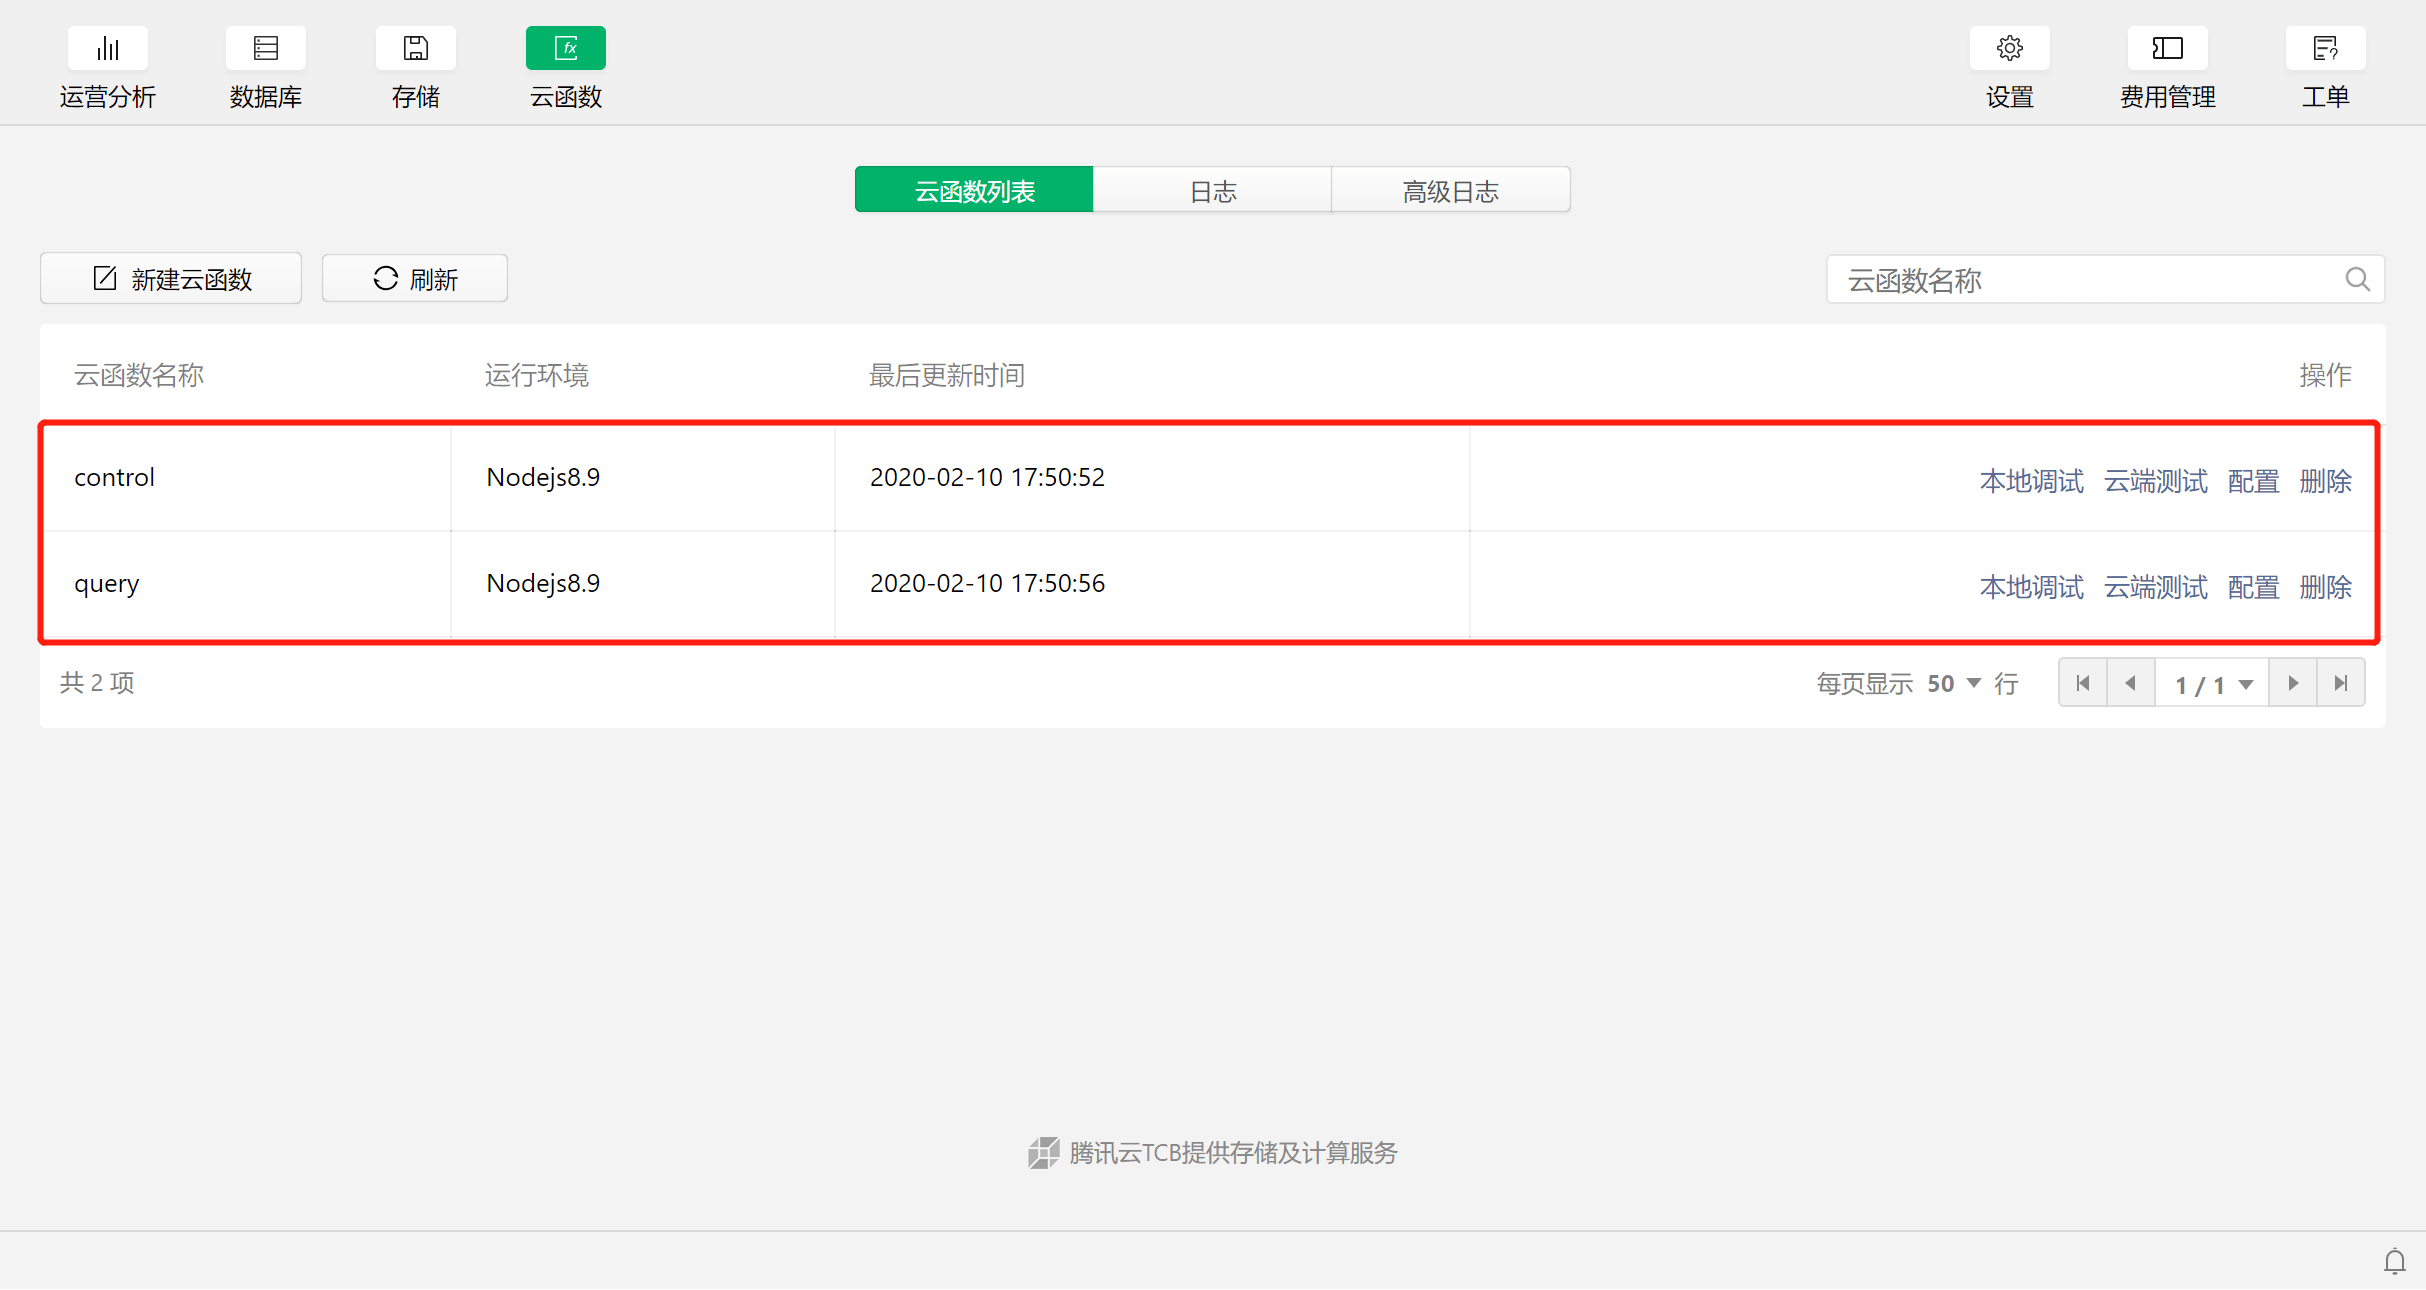 运营分析 数据库 存储 云函数 设置 费用管理 工单
云函数列表 日志 高级日志
新建云函数 刷新 云函数名称
云函数名称 运行环境 最后更新时间 操作
control Nodejs8.9 2020-02-10 17:50:52 本地调试 云端测试 配置 删除
query Nodejs8.9 2020-02-10 17:50:56 本地调试 云端测试 配置 删除
共 2 项 每页显示 50 行 1 / 1
腾讯云TCB提供存储及计算服务